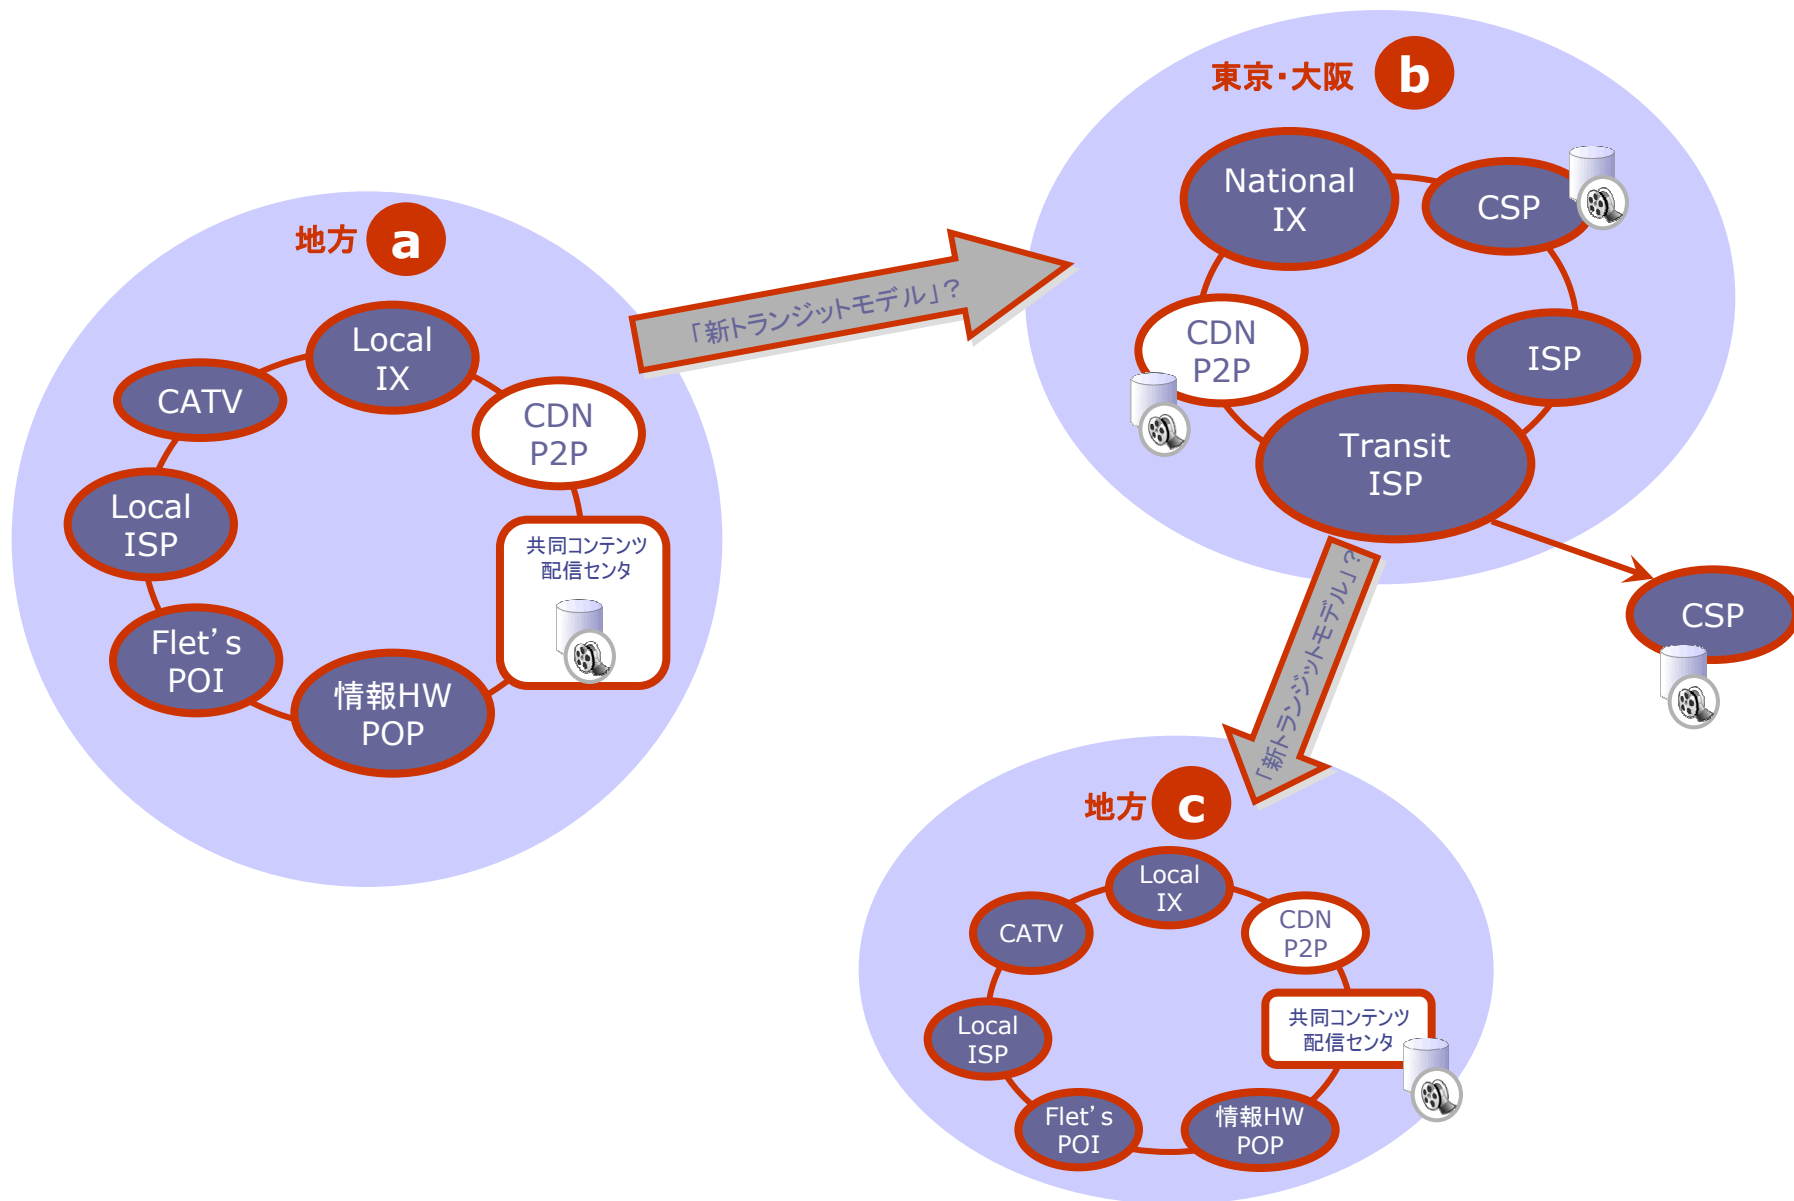 地方 a
Local
IX
CATV
CDN
P2P
Local
ISP
共同コンテンツ
配信センタ
Flet's
POI
情報HW
POP
「新トランジットモデル」?
東京・大阪 b
National
IX
CSP
CDN
P2P
ISP
Transit
ISP
CSP
「新トランジットモデル」?
地方 c
Local
IX
CATV
CDN
P2P
Local
ISP
共同コンテンツ
配信センタ
Flet's
POI
情報HW
POP